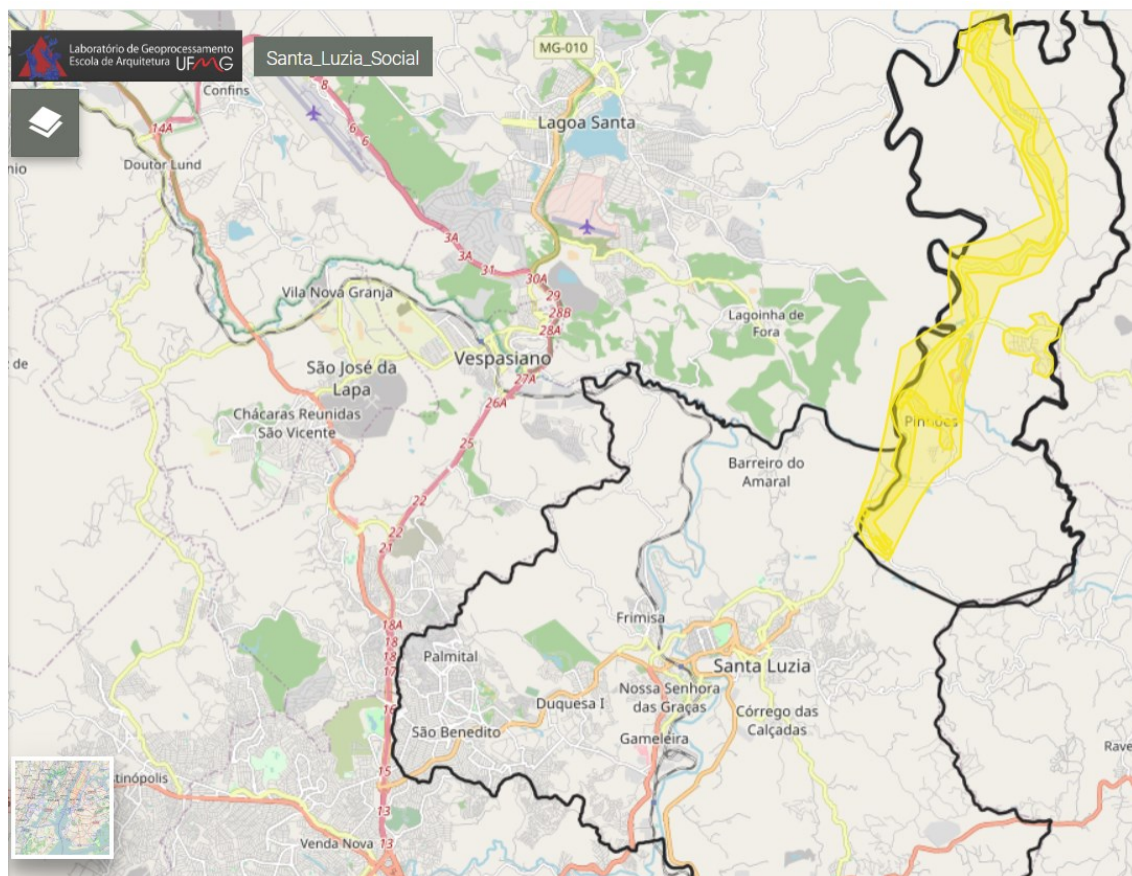 Laboratório de Geoprocessamento
Escola de Arquitetura UFMG
Santa_Luzia_Social
MG-010
8
Confins
6
6
Lagoa Santa
14A
Doutor Lund
nio
3A
3A
31
30A
29
28B
28A
Vila Nova Granja
Lagoinha de
Fora
Vespasiano
São José da
Lapa
27A
26A
de
Chácaras Reunidas
São Vicente
25
Pinhões
Barreiro do
Amaral
22
22
21
18A
18
18
17
16
Frimisa
Palmital
Santa Luzia
Nossa Senhora
das Graças
Duquesa I
Córrego das
Calçadas
São Benedito
Gameleira
Rave
15
stinópolis
13
Venda Nova
13